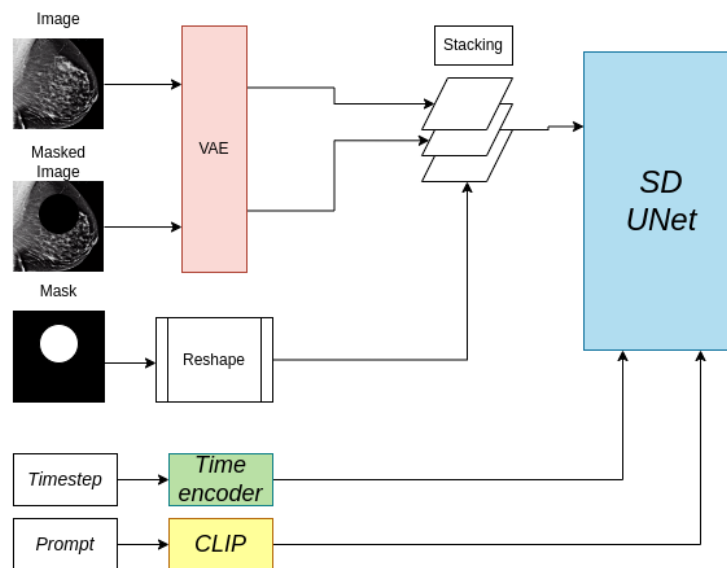 Image
Stacking
VAE
Masked
Image
SD
UNet
Mask
Reshape
Timestep
Time
encoder
Prompt
CLIP